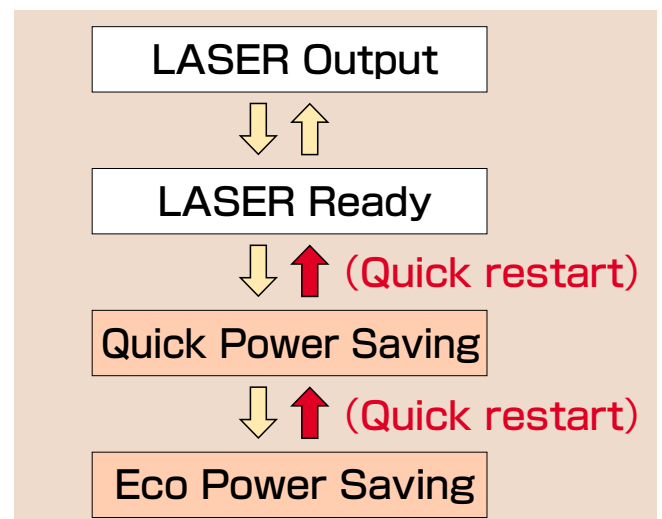 LASER Output
LASER Ready
(Quick restart)
Quick Power Saving
(Quick restart)
Eco Power Saving